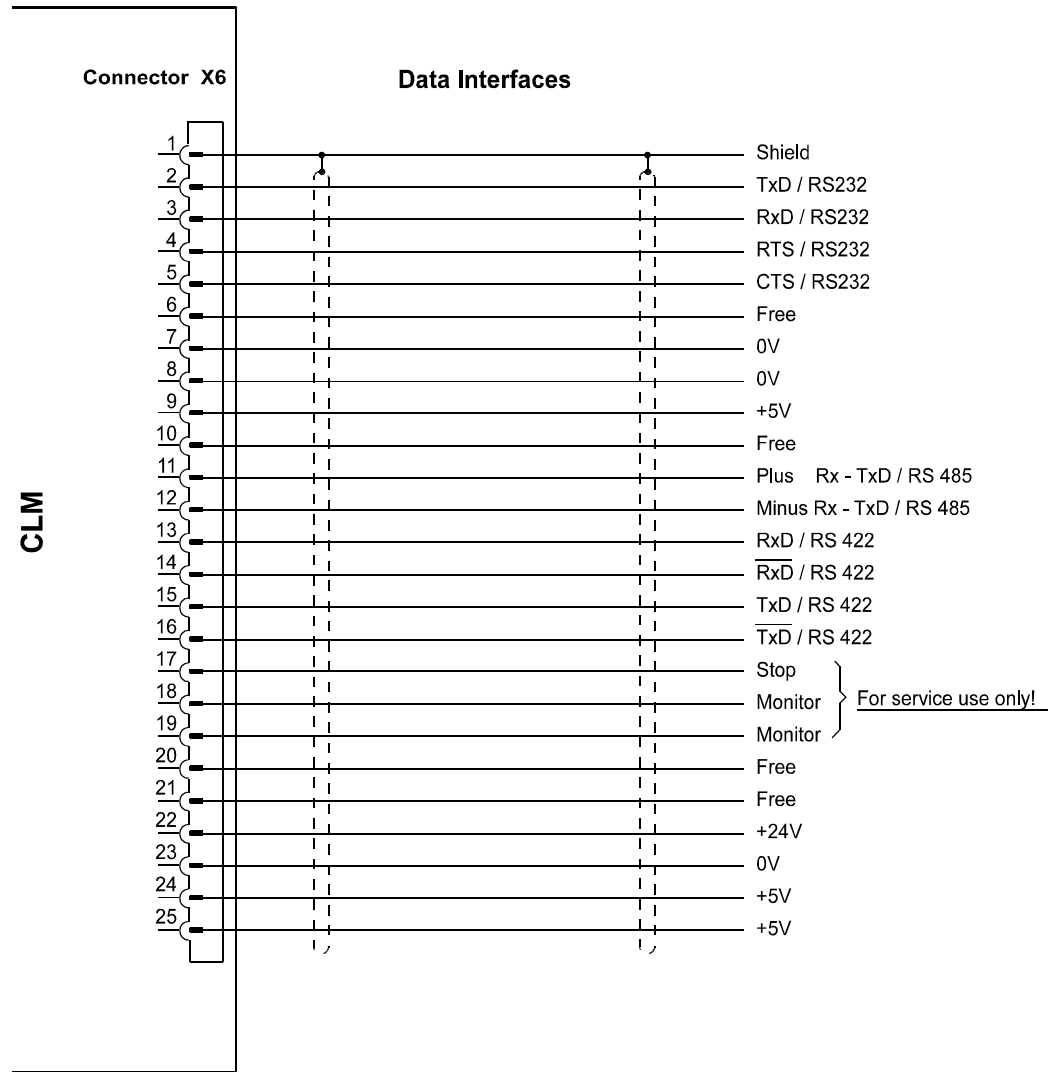 Connector X6
Data Interfaces
CLM
1 Shield
2 TxD / RS232
3 RxD / RS232
4 RTS / RS232
5 CTS / RS232
6 Free
7 0V
8 0V
9 +5V
10 Free
11 Plus Rx - TxD / RS 485
12 Minus Rx - TxD / RS 485
13 RxD / RS 422
14 R̅x̅D̅ / RS 422
15 TxD / RS 422
16 T̅x̅D̅ / RS 422
17 Stop
18 Monitor For service use only!
19 Monitor
20 Free
21 Free
22 +24V
23 0V
24 +5V
25 +5V